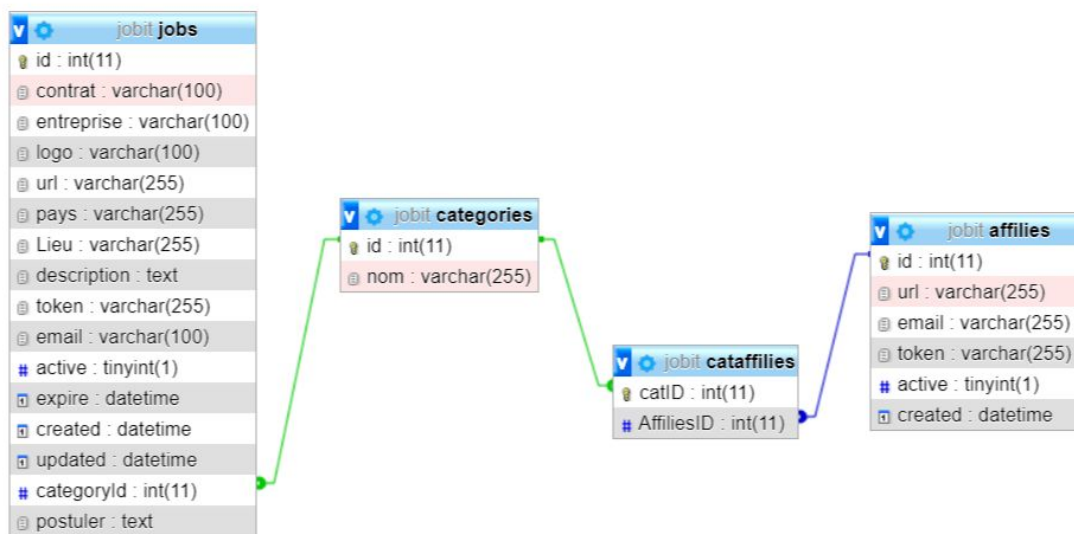 jobit jobs
id : int(11)
contrat : varchar(100)
entreprise : varchar(100)
logo : varchar(100)
url : varchar(255)
pays : varchar(255)
Lieu : varchar(255)
description : text
token : varchar(255)
email : varchar(100)
# active : tinyint(1)
expire : datetime
created : datetime
updated : datetime
# categoryId : int(11)
postuler : text
v jobit categories
id : int(11)
nom : varchar(255)
v jobit cataffilies
catID : int(11)
# AffiliesID : int(11)
v jobit affilies
id : int(11)
url : varchar(255)
email : varchar(255)
token : varchar(255)
# active : tinyint(1)
created : datetime